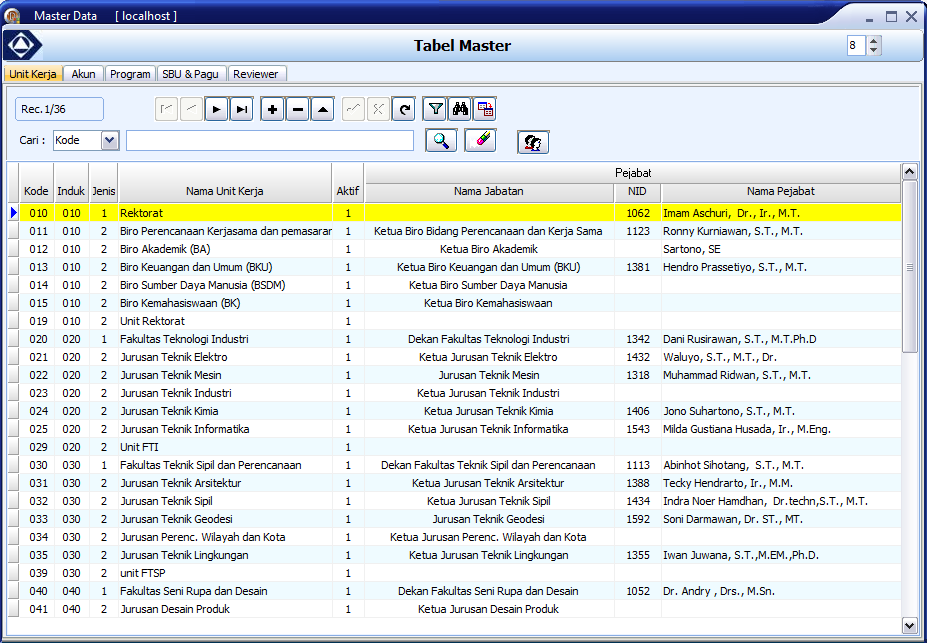 Master Data [ localhost ]
Tabel Master
8
Unit Kerja Akun Program SBU & Pagu Reviewer
Rec. 1/36
Cari : Kode
Pejabat
Kode Induk Jenis Nama Unit Kerja Aktif Nama Jabatan NID Nama Pejabat
010 010 1 Rektorat 1 1062 Imam Aschuri, Dr., Ir., M.T.
011 010 2 Biro Perencanaan Kerjasama dan pemasarar 1 Ketua Biro Bidang Perencanaan dan Kerja Sama 1123 Ronny Kurniawan, S.T., M.T.
012 010 2 Biro Akademik (BA) 1 Ketua Biro Akademik Sartono, SE
013 010 2 Biro Keuangan dan Umum (BKU) 1 Ketua Biro Keuangan dan Umum (BKU) 1381 Hendro Prassetiyo, S.T., M.T.
014 010 2 Biro Sumber Daya Manusia (BSDM) 1 Ketua Biro Sumber Daya Manusia
015 010 2 Biro Kemahasiswaan (BK) 1 Ketua Biro Kemahasiswaan
019 010 2 Unit Rektorat 1
020 020 1 Fakultas Teknologi Industri 1 Dekan Fakultas Teknologi Industri 1342 Dani Rusirawan, S.T., M.T.Ph.D
021 020 2 Jurusan Teknik Elektro 1 Ketua Jurusan Teknik Elektro 1432 Waluyo, S.T., M.T., Dr.
022 020 2 Jurusan Teknik Mesin 1 Jurusan Teknik Mesin 1318 Muhammad Ridwan, S.T., M.T.
023 020 2 Jurusan Teknik Industri 1 Ketua Jurusan Teknik Industri
024 020 2 Jurusan Teknik Kimia 1 Ketua Jurusan Teknik Kimia 1406 Jono Suhartono, S.T., M.T.
025 020 2 Jurusan Teknik Informatika 1 Ketua Jurusan Teknik Informatika 1543 Milda Gustiana Husada, Ir., M.Eng.
029 020 2 Unit FTI 1
030 030 1 Fakultas Teknik Sipil dan Perencanaan 1 Dekan Fakultas Teknik Sipil dan Perencanaan 1113 Abinhot Sihotang, S.T., M.T.
031 030 2 Jurusan Teknik Arsitektur 1 Ketua Jurusan Teknik Arsitektur 1388 Tecky Hendrarto, Ir., M.M.
032 030 2 Jurusan Teknik Sipil 1 Ketua Jurusan Teknik Sipil 1434 Indra Noer Hamdhan, Dr.techn,S.T., M.T.
033 030 2 Jurusan Teknik Geodesi 1 Jurusan Teknik Geodesi 1592 Soni Darmawan, Dr. ST., MT.
034 030 2 Jurusan Perenc. Wilayah dan Kota 1 Ketua Jurusan Perenc. Wilayah dan Kota
035 030 2 Jurusan Teknik Lingkungan 1 Ketua Jurusan Teknik Lingkungan 1355 Iwan Juwana, S.T.,M.EM.,Ph.D.
039 030 2 unit FTSP 1
040 040 1 Fakultas Seni Rupa dan Desain 1 Dekan Fakultas Seni Rupa dan Desain 1052 Dr. Andry , Drs., M.Sn.
041 040 2 Jurusan Desain Produk 1 Ketua Jurusan Desain Produk